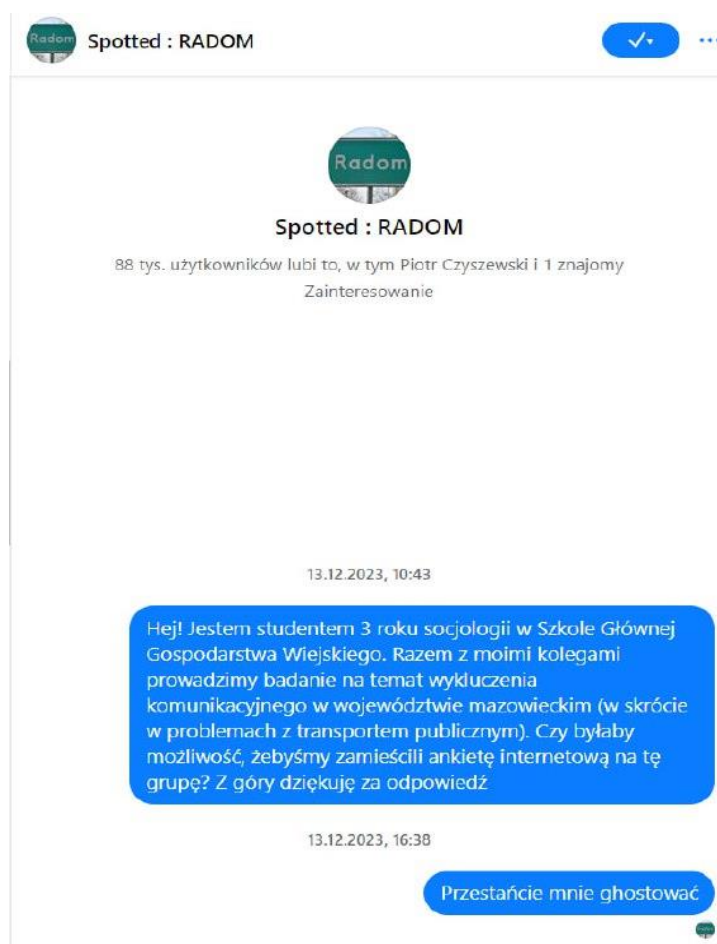 Radom
Spotted : RADOM
Radom
Spotted : RADOM
88 tys. użytkowników lubi to, w tym Piotr Czyszewski i 1 znajomy
Zainteresowanie
13.12.2023, 10:43
Hej! Jestem studentem 3 roku socjologii w Szkole Głównej
Gospodarstwa Wiejskiego. Razem z moimi kolegami
prowadzimy badanie na temat wykluczenia
komunikacyjnego w województwie mazowieckim (w skrócie
w problemach z transportem publicznym). Czy byłaby
możliwość, żebyśmy zamieścili ankietę internetową na tę
grupę? Z góry dziękuję za odpowiedź
13.12.2023, 16:38
Przestańcie mnie ghostować